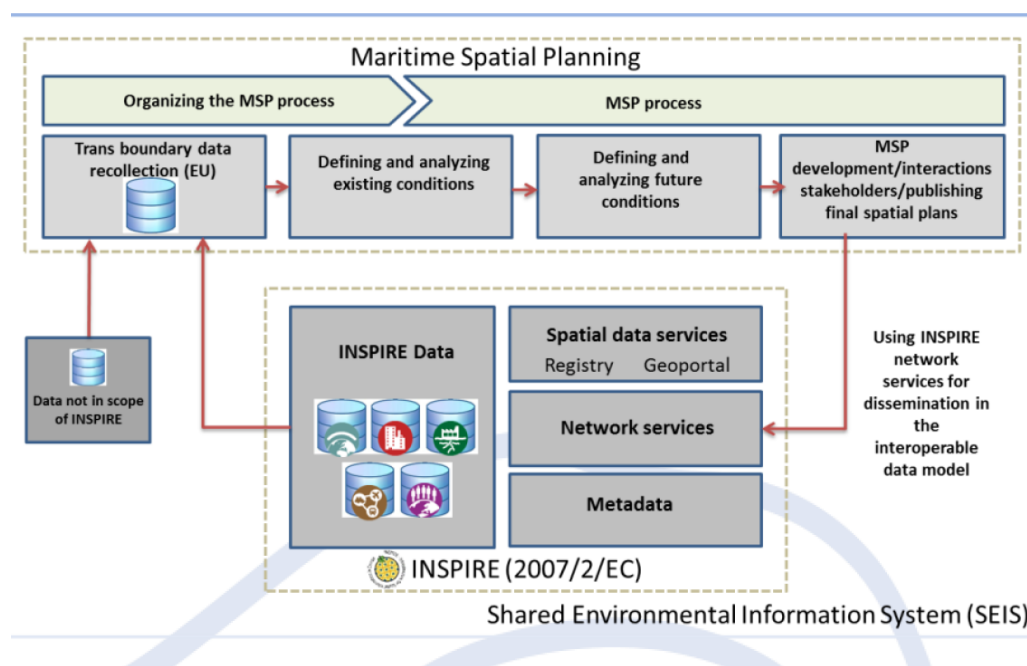 Maritime Spatial Planning
Organizing the MSP process
MSP process
Trans boundary data
recollection (EU)
Defining and analyzing
existing conditions
Defining and
analyzing future
conditions
MSP
development/interactions
stakeholders/publishing
final spatial plans
Data not in scope
of INSPIRE
INSPIRE Data
Spatial data services
Registry Geoportal
Network services
Metadata
Using INSPIRE
network
services for
dissemination in
the
interoperable
data model
INSPIRE (2007/2/EC)
Shared Environmental Information System (SEIS)